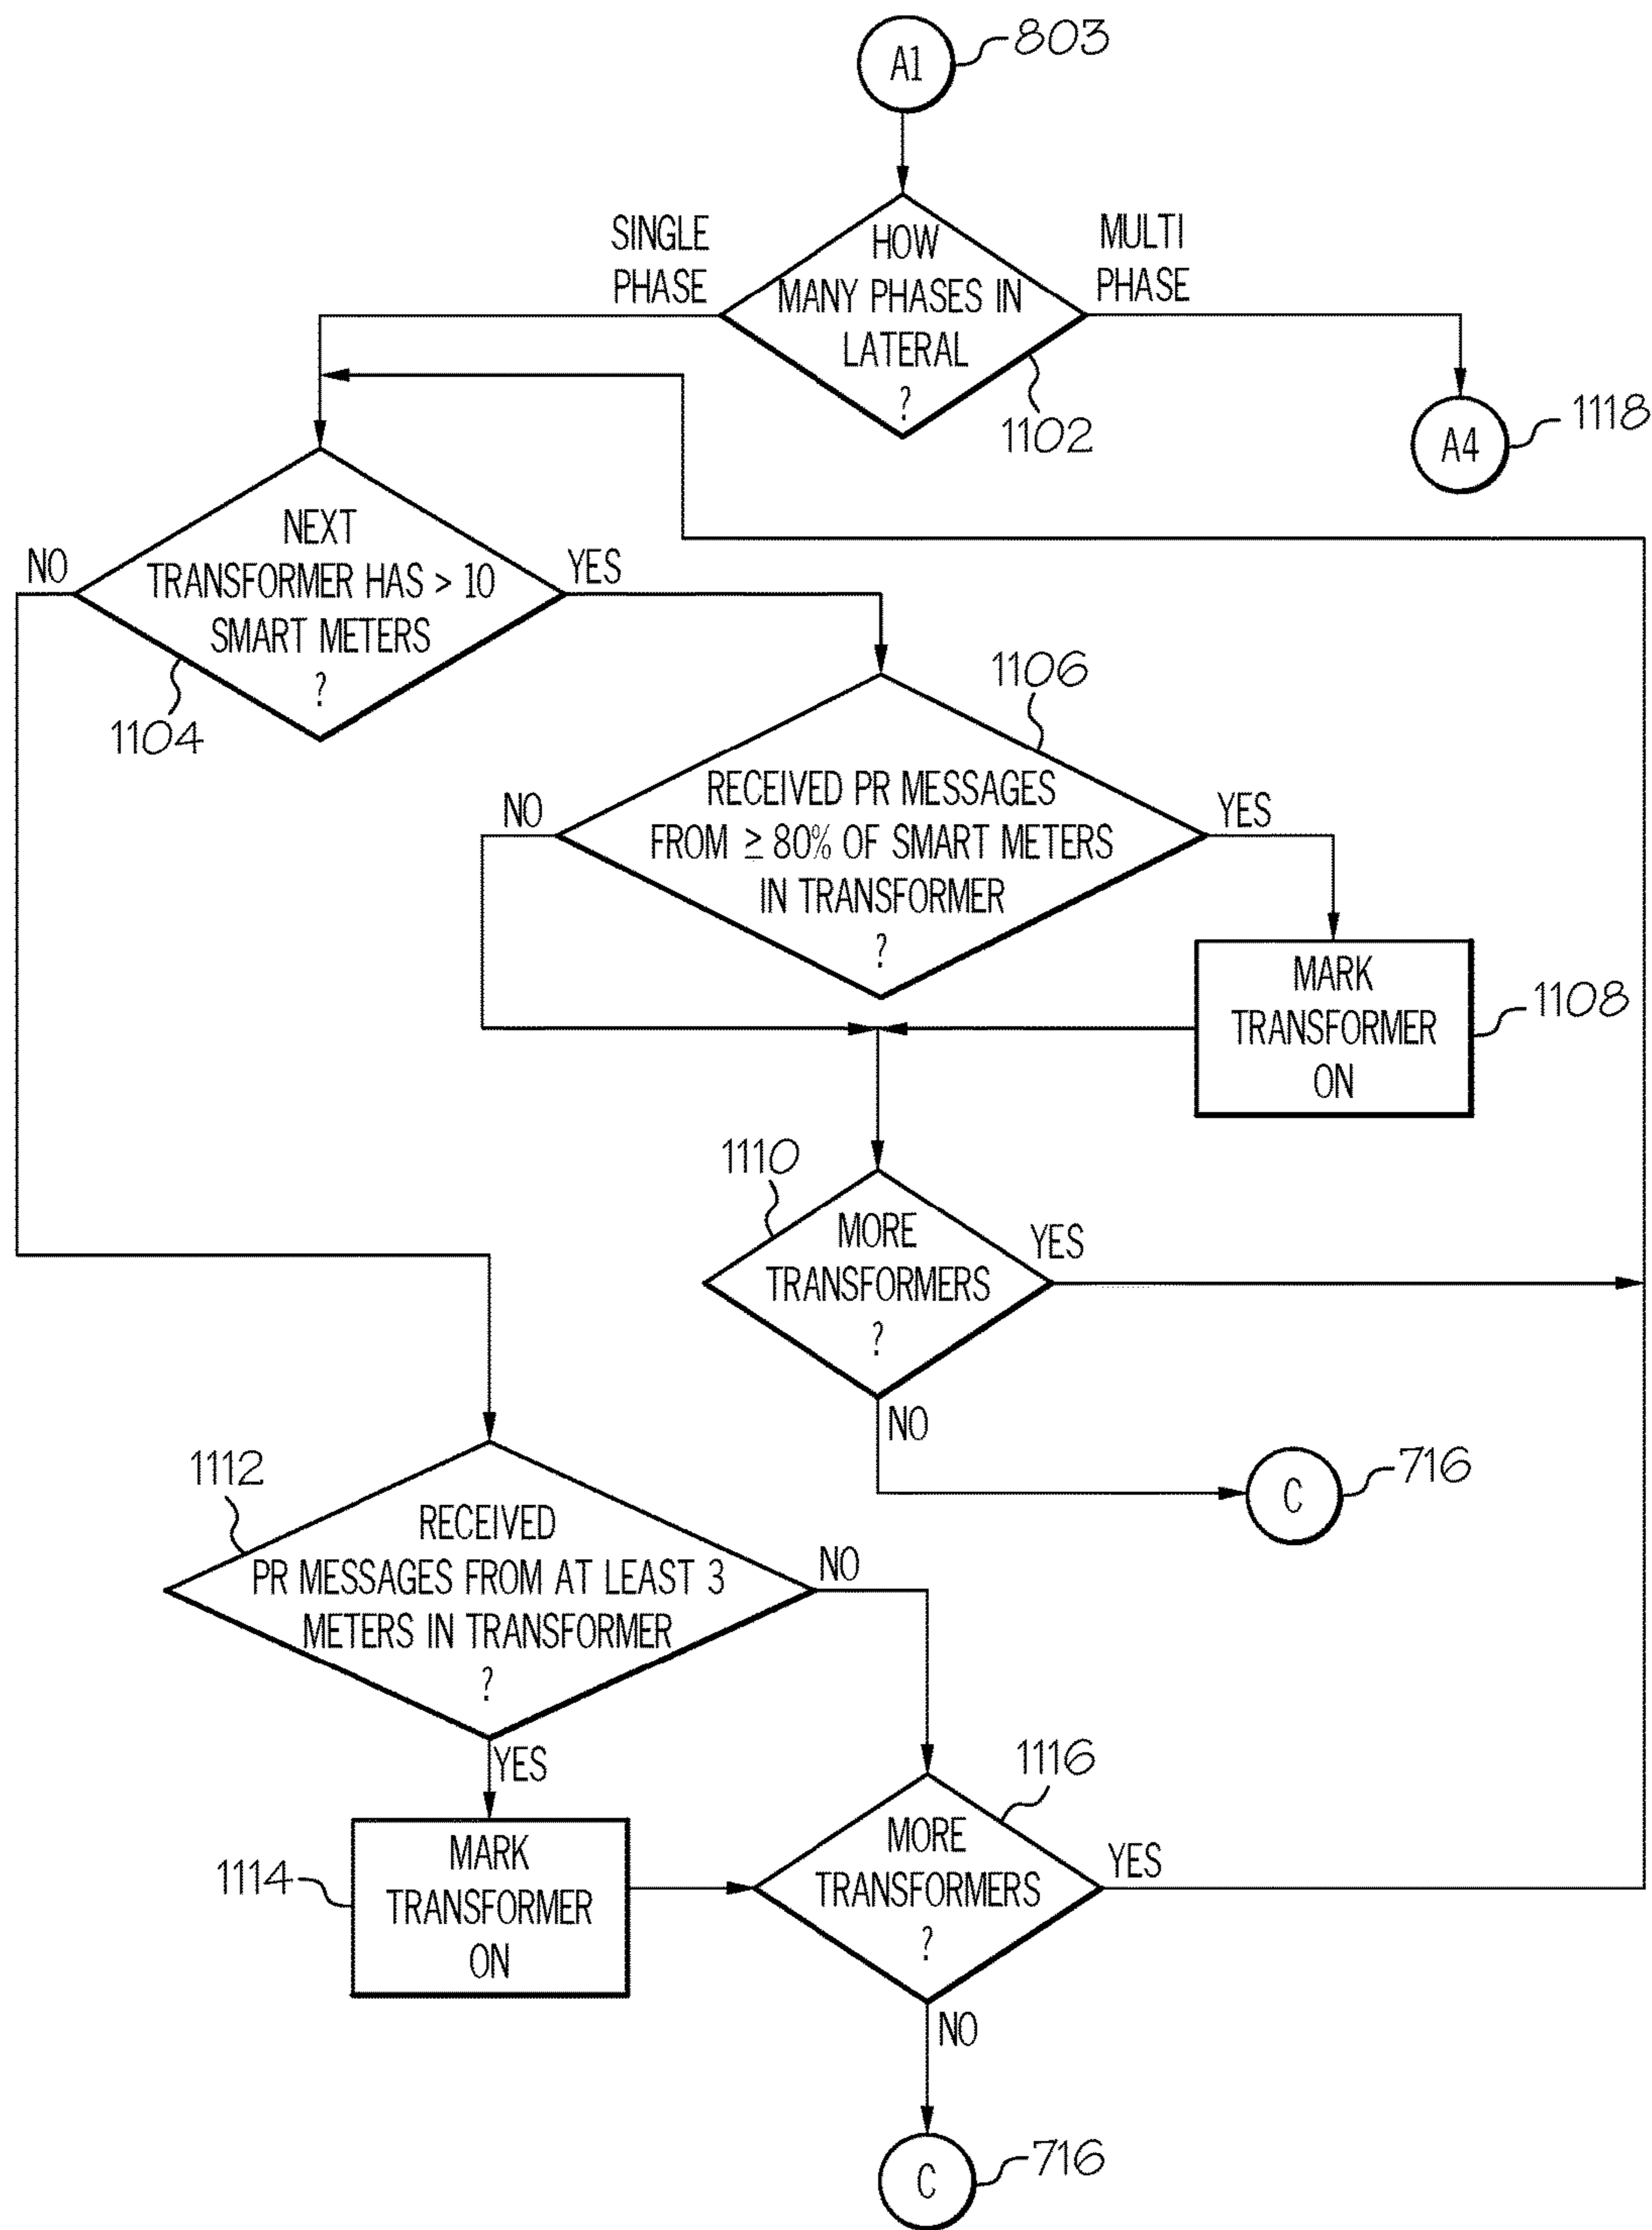 A1
803
SINGLE
PHASE
HOW
MANY PHASES IN
LATERAL
?
MULTI
PHASE
1102
A4
1118
NO
NEXT
TRANSFORMER HAS > 10
SMART METERS
?
YES
1104
1106
NO
RECEIVED PR MESSAGES
FROM ≥ 80% OF SMART METERS
IN TRANSFORMER
?
YES
MARK
TRANSFORMER
ON
1108
1110
MORE
TRANSFORMERS
?
YES
NO
C
716
1112
RECEIVED
PR MESSAGES FROM AT LEAST 3
METERS IN TRANSFORMER
?
NO
YES
1116
1114
MARK
TRANSFORMER
ON
MORE
TRANSFORMERS
?
YES
NO
C
716